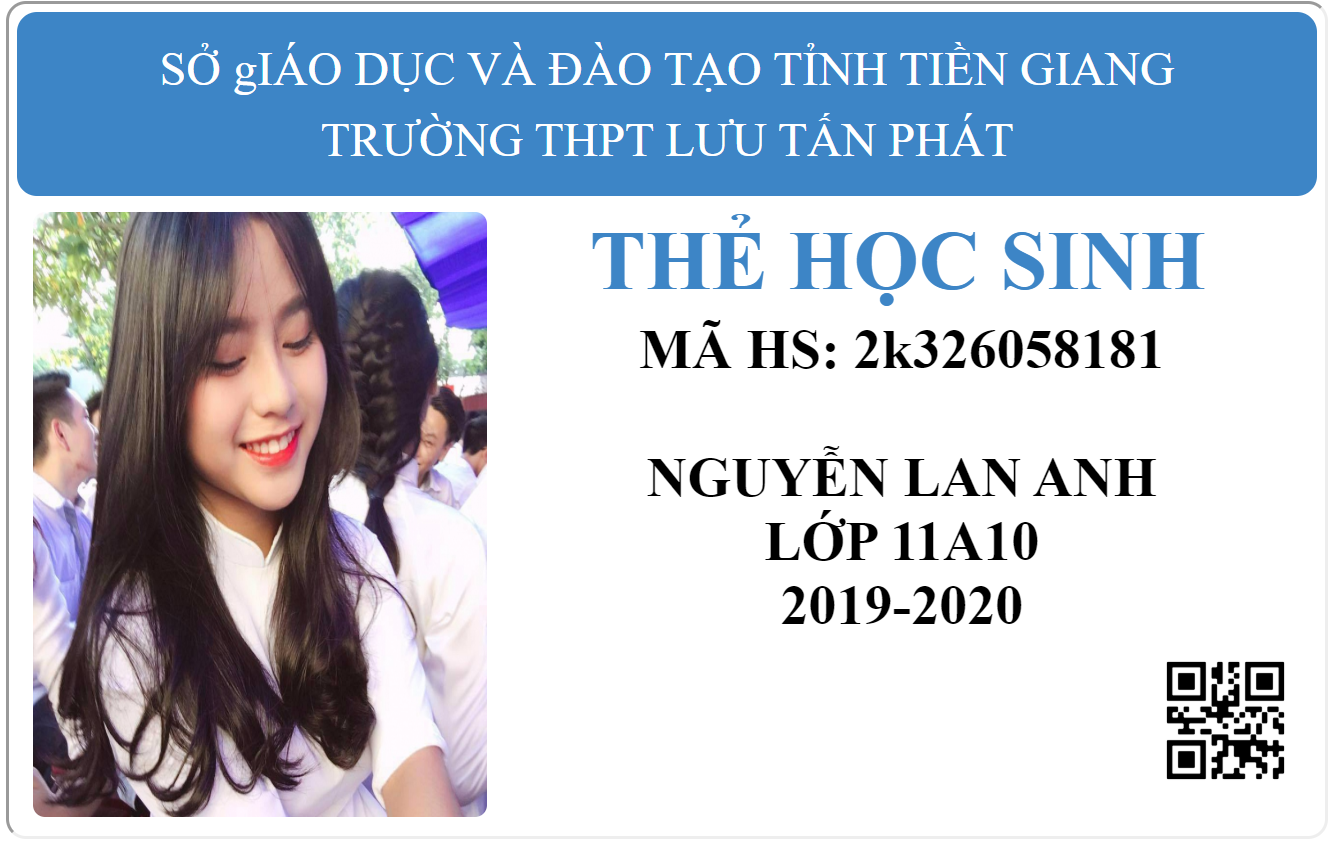 SỞ gIÁO DỤC VÀ ĐÀO TẠO TỈNH TIỀN GIANG
TRƯỜNG THPT LƯU TẤN PHÁT
THẺ HỌC SINH
MÃ HS: 2k326058181
NGUYỄN LAN ANH
LỚP 11A10
2019-2020